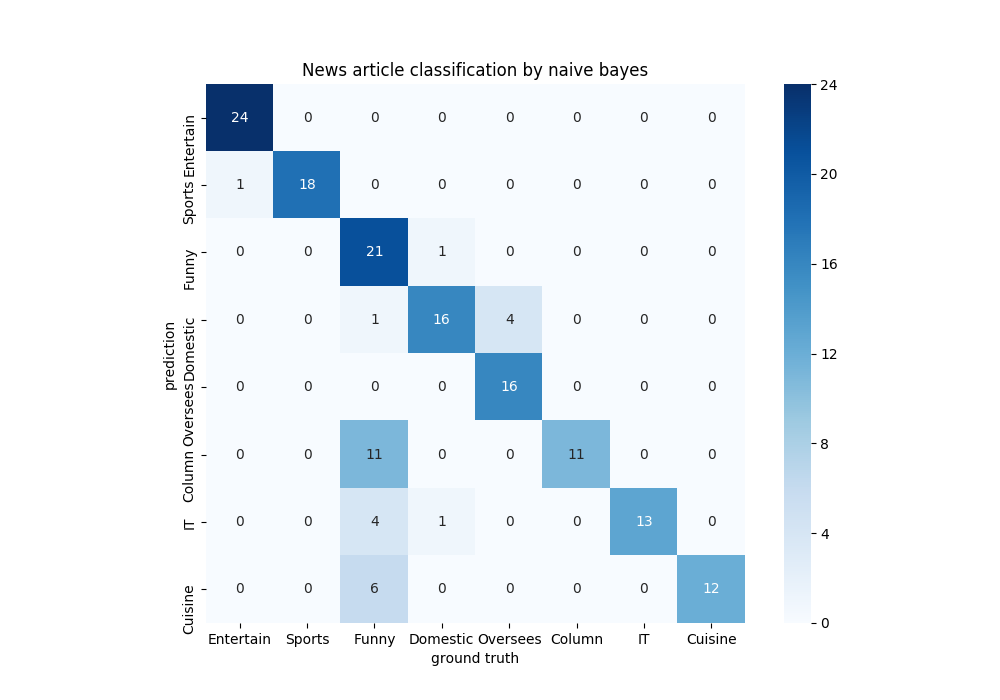 News article classification by naive bayes
24 0 0 0 0 0 0 0
1 18 0 0 0 0 0 0
0 0 21 1 0 0 0 0
0 0 1 16 4 0 0 0
0 0 0 0 16 0 0 0
0 0 11 0 0 11 0 0
0 0 4 1 0 0 13 0
0 0 6 0 0 0 0 12
Entertain
Sports
Funny
Domestic
Oversees
Column
IT
Cuisine
prediction
Entertain Sports Funny Domestic Oversees Column IT Cuisine
ground truth
24
20
16
12
8
4
0